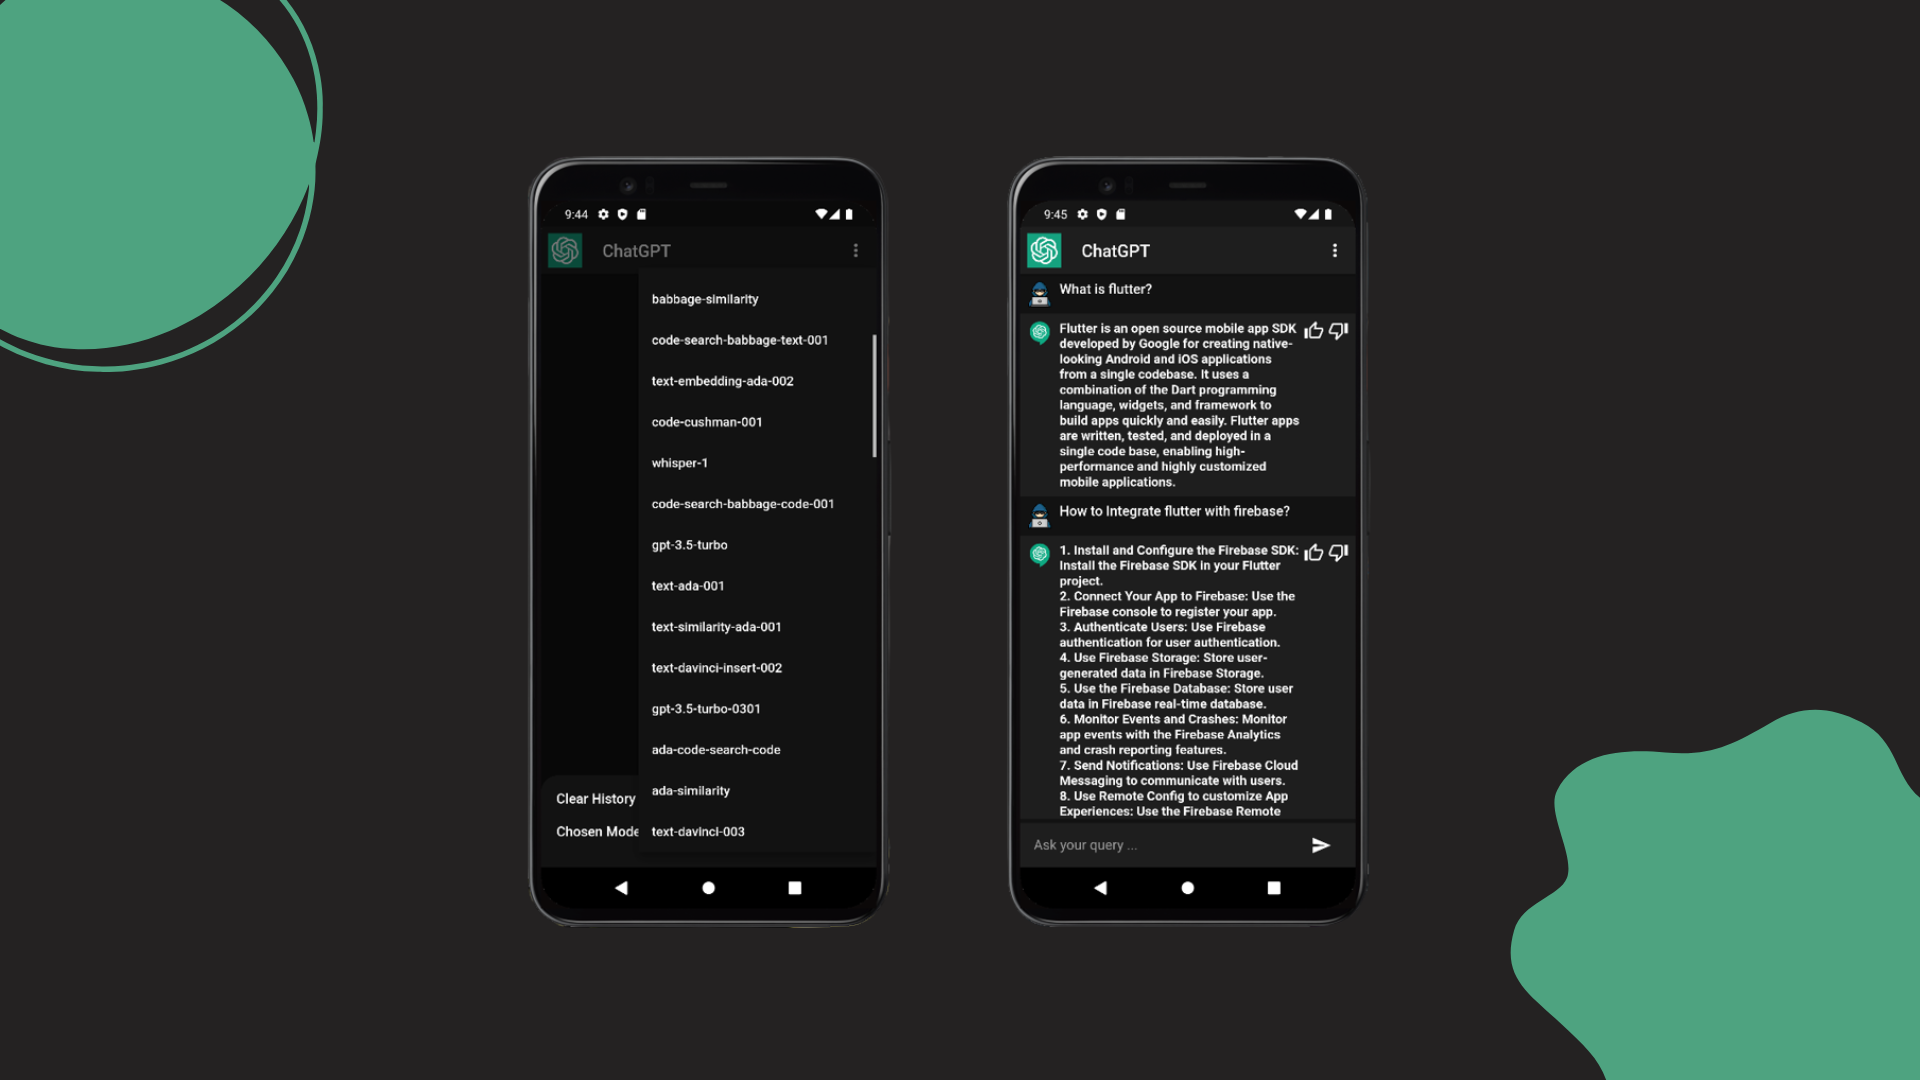 9:44
ChatGPT
babbage-similarity
code-search-babbage-text-001
text-embedding-ada-002
code-cushman-001
whisper-1
code-search-babbage-code-001
gpt-3.5-turbo
text-ada-001
text-similarity-ada-001
text-davinci-insert-002
gpt-3.5-turbo-0301
ada-code-search-code
ada-similarity
text-davinci-003
Clear History
Chosen Mode
9:45
ChatGPT
What is flutter?
Flutter is an open source mobile app SDK
developed by Google for creating native-
looking Android and iOS applications
from a single codebase. It uses a
combination of the Dart programming
language, widgets, and framework to
build apps quickly and easily. Flutter apps
are written, tested, and deployed in a
single code base, enabling high-
performance and highly customized
mobile applications.
How to Integrate flutter with firebase?
1. Install and Configure the Firebase SDK:
Install the Firebase SDK in your Flutter
project.
2. Connect Your App to Firebase: Use the
Firebase console to register your app.
3. Authenticate Users: Use Firebase
authentication for user authentication.
4. Use Firebase Storage: Store user-
generated data in Firebase Storage.
5. Use the Firebase Database: Store user
data in Firebase real-time database.
6. Monitor Events and Crashes: Monitor
app events with the Firebase Analytics
and crash reporting features.
7. Send Notifications: Use Firebase Cloud
Messaging to communicate with users.
8. Use Remote Config to customize App
Experiences: Use the Firebase Remote
Ask your query ...